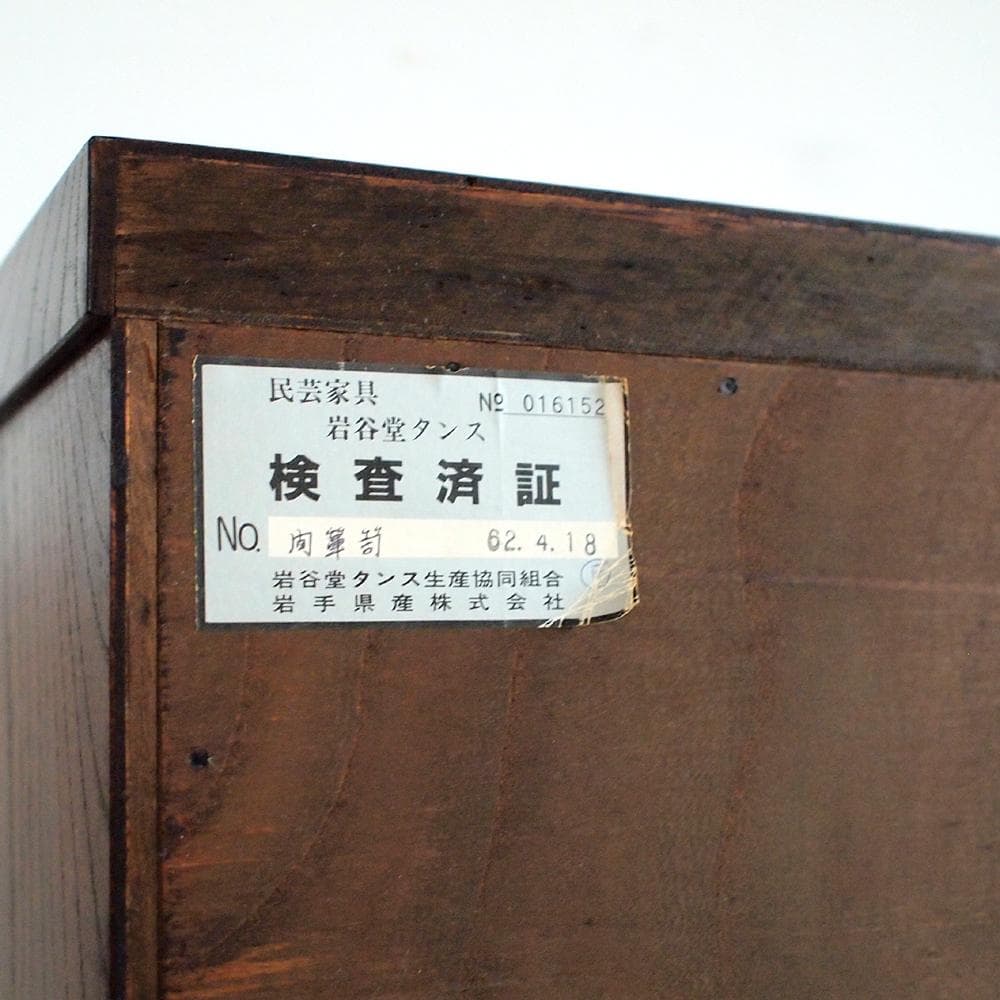 民芸家具
№ 016152
岩谷堂タンス
検査済証
No. 62.4.18
岩谷堂タンス生産協同組合
岩手県産株式会社